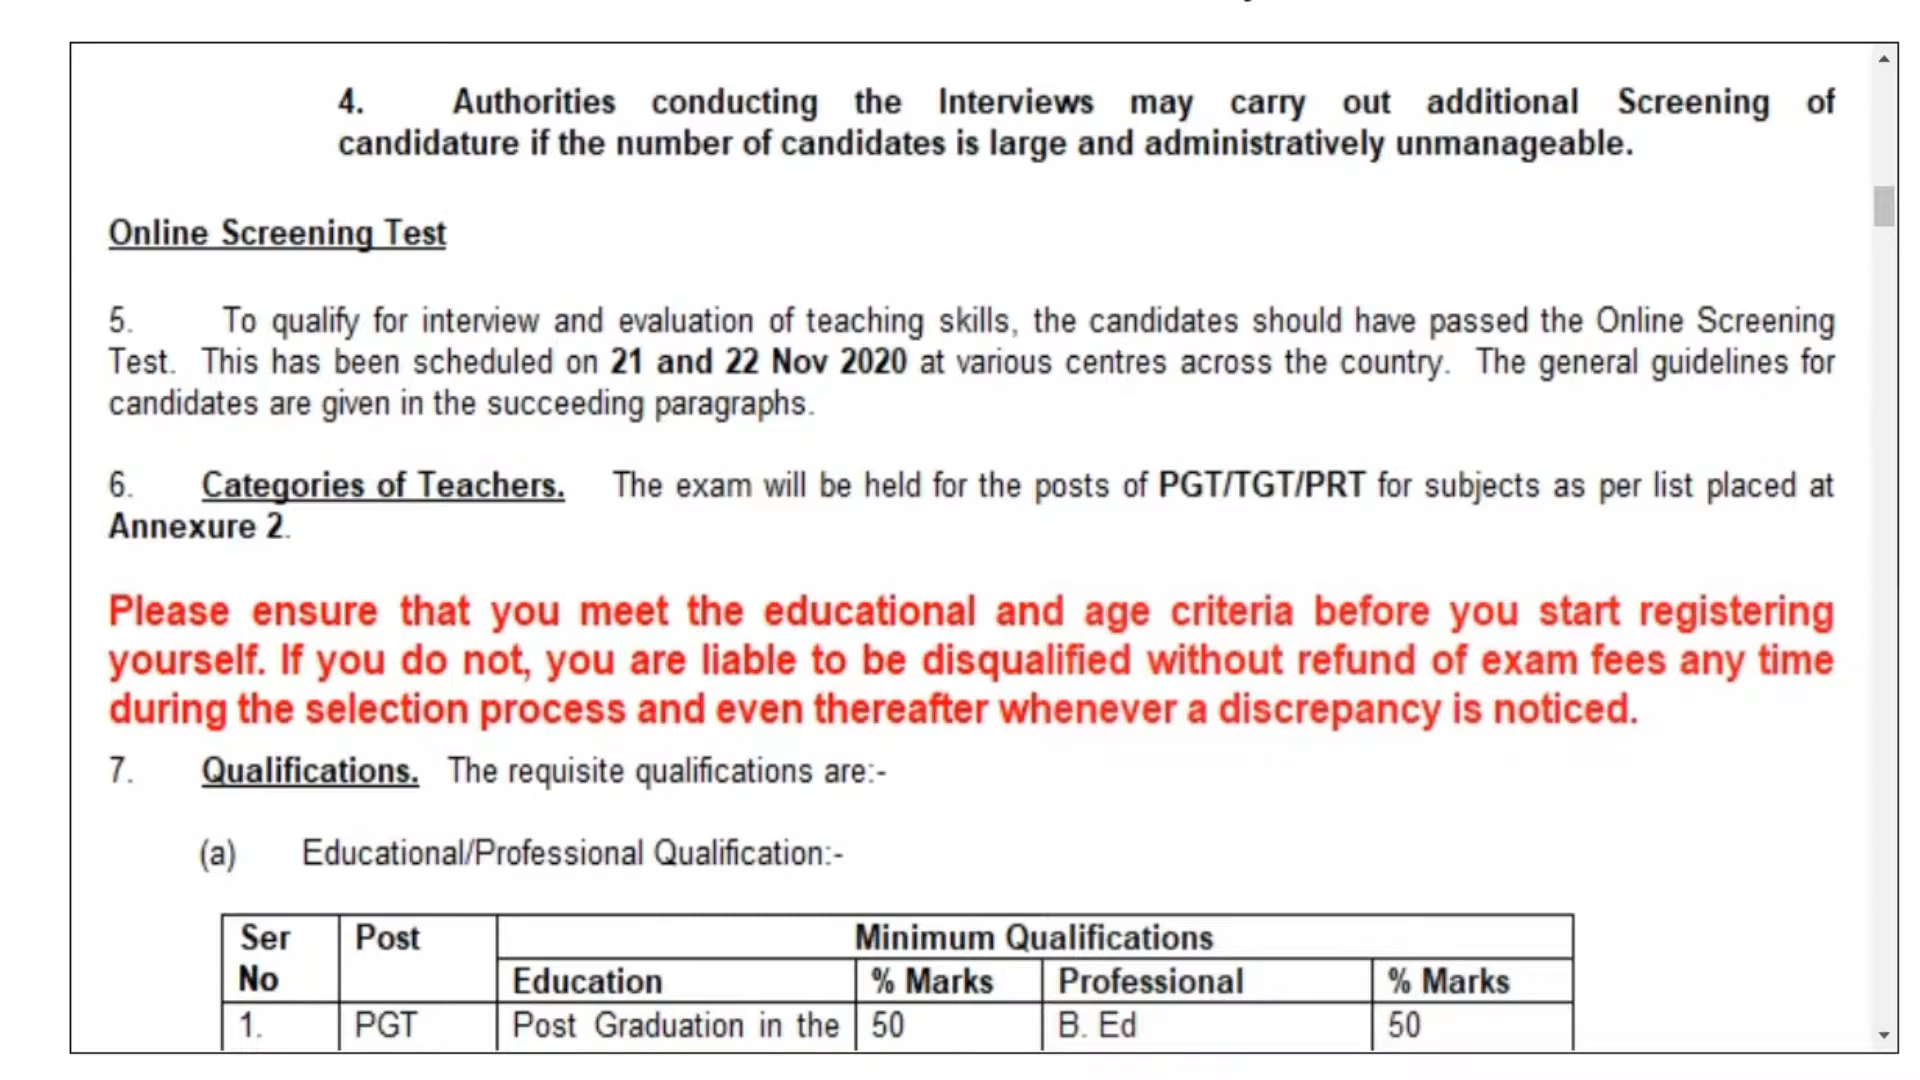 4. Authorities conducting the Interviews may carry out additional Screening of
candidature if the number of candidates is large and administratively unmanageable.
Online Screening Test
5. To qualify for interview and evaluation of teaching skills, the candidates should have passed the Online Screening
Test. This has been scheduled on 21 and 22 Nov 2020 at various centres across the country. The general guidelines for
candidates are given in the succeeding paragraphs.
6. Categories of Teachers. The exam will be held for the posts of PGT/TGT/PRT for subjects as per list placed at
Annexure 2.
Please ensure that you meet the educational and age criteria before you start registering
yourself. If you do not, you are liable to be disqualified without refund of exam fees any time
during the selection process and even thereafter whenever a discrepancy is noticed.
7. Qualifications. The requisite qualifications are:-
(a) Educational/Professional Qualification:-
Ser No Post Minimum Qualifications
Education % Marks Professional % Marks
1. PGT Post Graduation in the 50 B. Ed 50